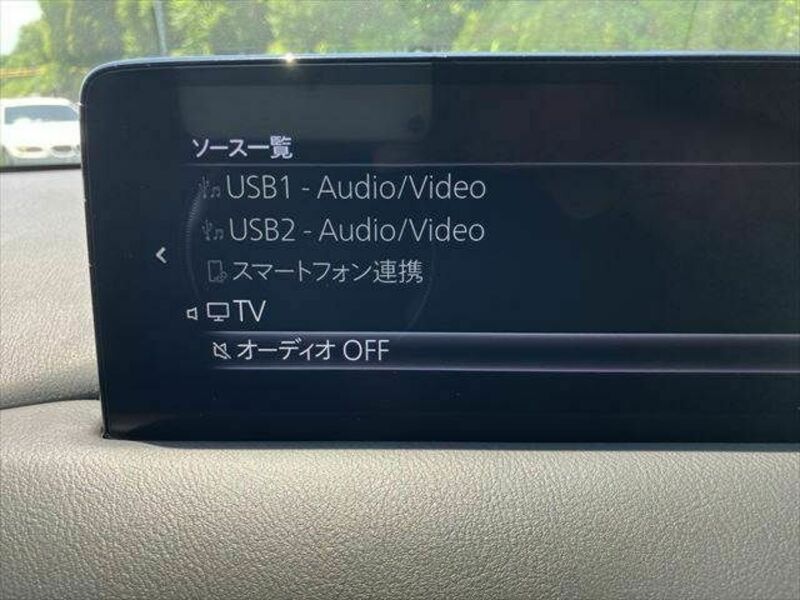 ソース一覧
USB1 - Audio/Video
USB2 - Audio/Video
スマートフォン連携
TV
オーディオ OFF